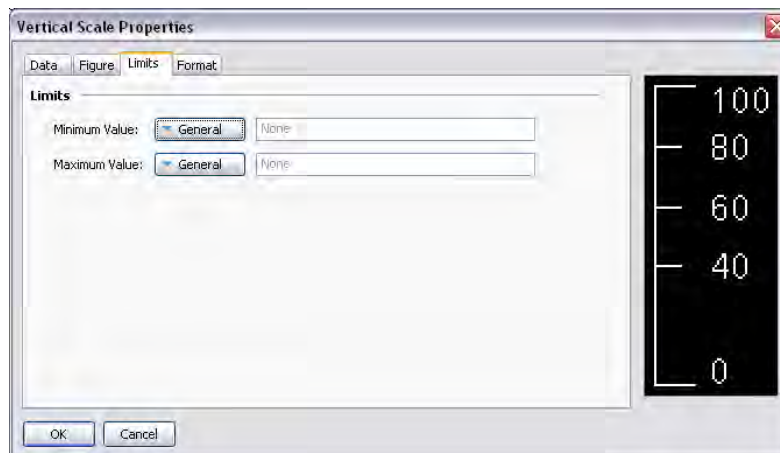 Vertical Scale Properties
Data Figure Limits Format
Limits
Minimum Value: General None
Maximum Value: General None
OK Cancel
100
80
60
40
0